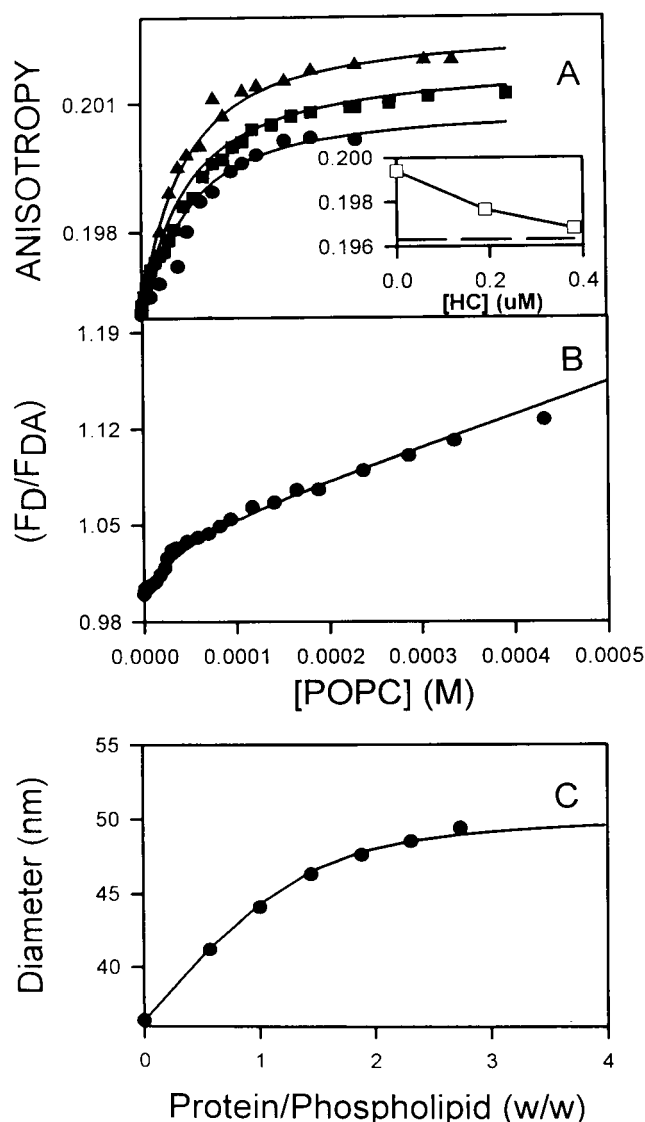 A
ANISOTROPY
0.201
0.198
0.200
0.198
0.196
0.0 0.2 0.4
[HC] (uM)
B
(FD/FDA)
1.19
1.12
1.05
0.98
0.0000 0.0001 0.0002 0.0003 0.0004 0.0005
[POPC] (M)
C
Diameter (nm)
55
50
45
40
0 1 2 3 4
Protein/Phospholipid (w/w)